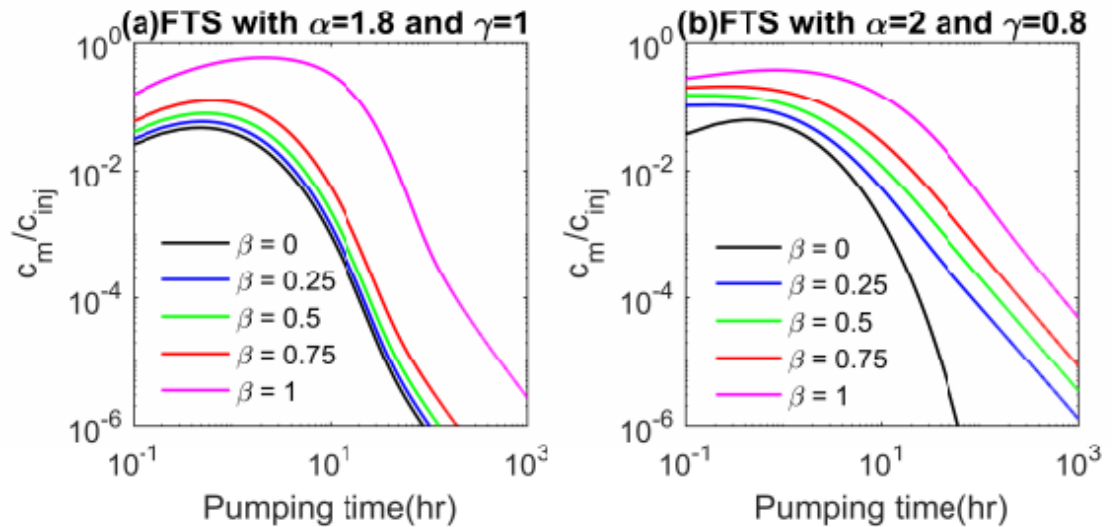 (a)FTS with α=1.8 and γ=1
10^0
10^-2
10^-4
10^-6
c_m/c_inj
β = 0
β = 0.25
β = 0.5
β = 0.75
β = 1
10^-1
10^1
10^3
Pumping time(hr)
(b)FTS with α=2 and γ=0.8
10^0
10^-2
10^-4
10^-6
c_m/c_inj
β = 0
β = 0.25
β = 0.5
β = 0.75
β = 1
10^-1
10^1
10^3
Pumping time(hr)